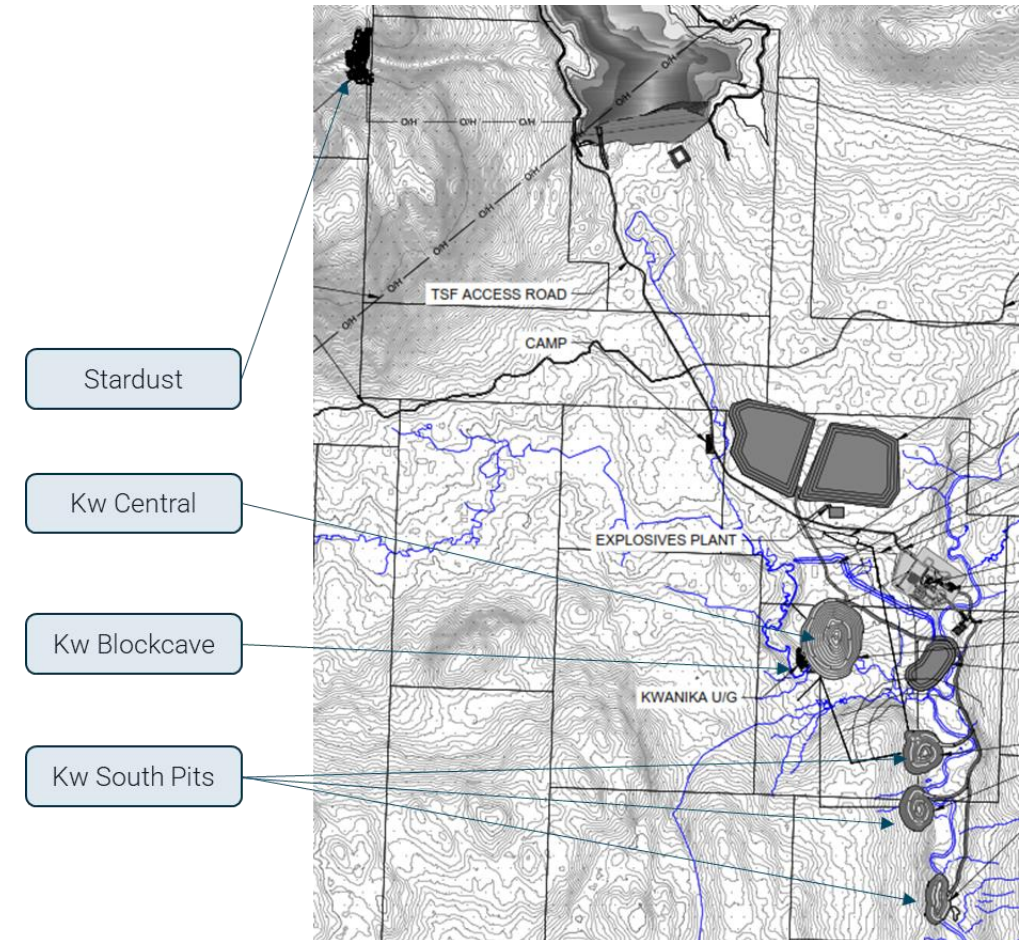 O/H
O/H
O/H
O/H
O/H
O/H
O/H
O/H
O/H
O/H
O/H
TSF ACCESS ROAD
CAMP
Stardust
Kw Central
EXPLOSIVES PLANT
Kw Blockcave
KWANIKA U/G
Kw South Pits